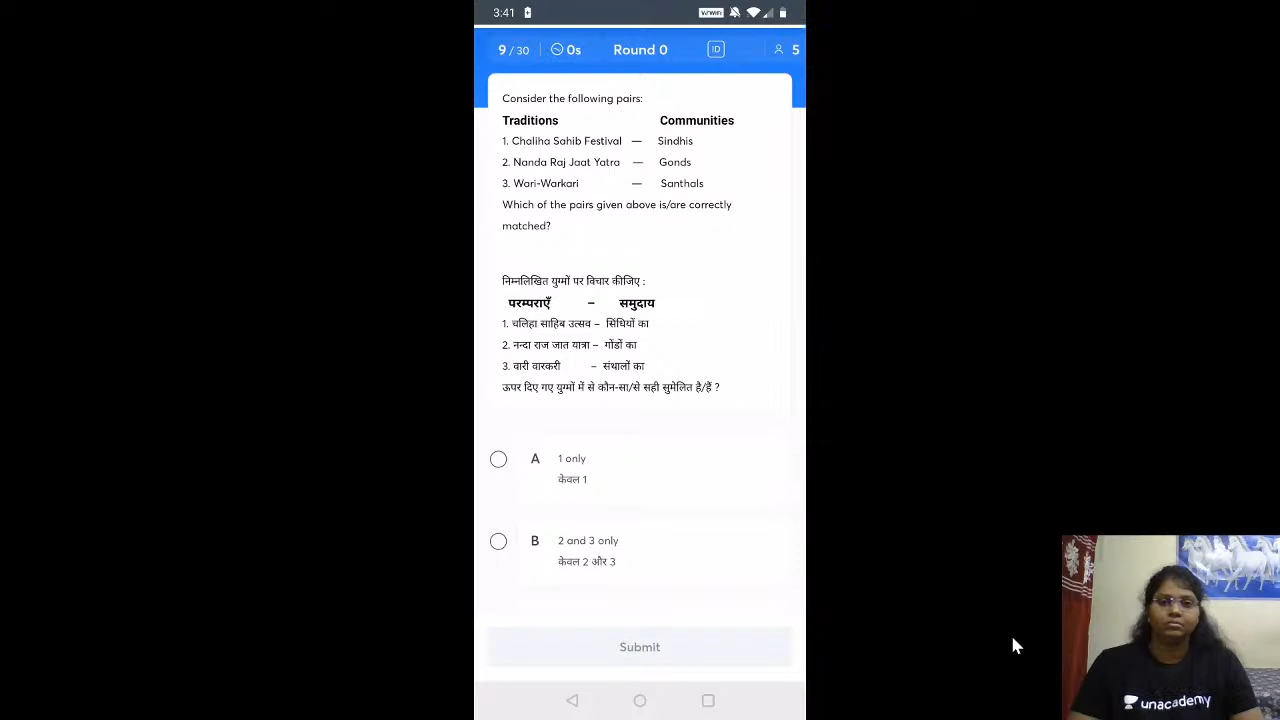 3:41
VoWiFi
9 / 30 0s Round 0 ID 5
Consider the following pairs:
Traditions Communities
1. Chaliha Sahib Festival — Sindhis
2. Nanda Raj Jaat Yatra — Gonds
3. Wari-Warkari — Santhals
Which of the pairs given above is/are correctly
matched?
निम्नलिखित युग्मों पर विचार कीजिए :
परम्पराएँ – समुदाय
1. चलिहा साहिब उत्सव – सिंधियों का
2. नन्दा राज जात यात्रा – गोंडों का
3. वारी वारकरी – संथालों का
ऊपर दिए गए युग्मों में से कौन-सा/से सही सुमेलित है/हैं ?
A 1 only
केवल 1
B 2 and 3 only
केवल 2 और 3
Submit
unacademy